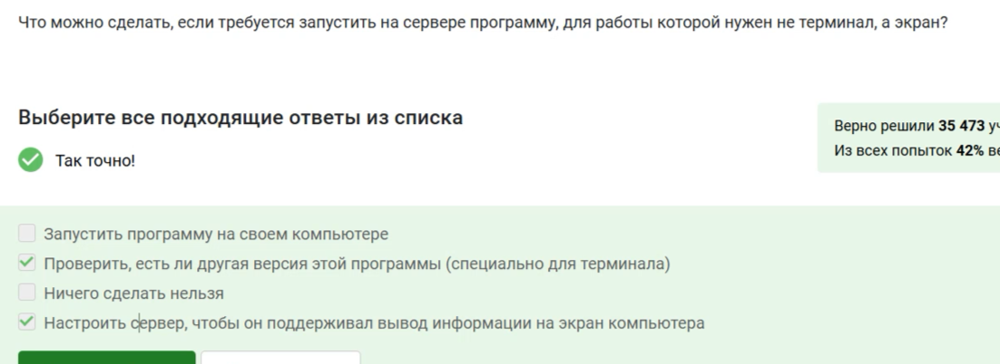 Что можно сделать, если требуется запустить на сервере программу, для работы которой нужен не терминал, а экран?
Выберите все подходящие ответы из списка
Так точно!
Верно решили 35 473
Из всех попыток 42%
Запустить программу на своем компьютере
Проверить, есть ли другая версия этой программы (специально для терминала)
Ничего сделать нельзя
Настроить сервер, чтобы он поддерживал вывод информации на экран компьютера